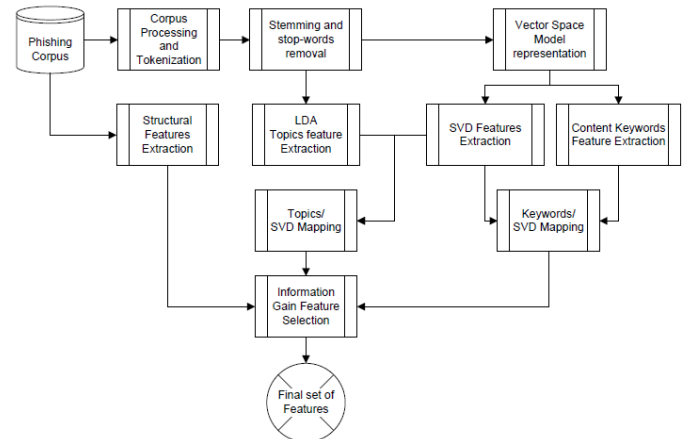 Phishing
Corpus
Corpus
Processing
and
Tokenization
Stemming and
stop-words
removal
Vector Space
Model
representation
Structural
Features
Extraction
LDA
Topics feature
Extraction
SVD Features
Extraction
Content Keywords
Feature Extraction
Topics/
SVD Mapping
Keywords/
SVD Mapping
Information
Gain Feature
Selection
Final set of
Features